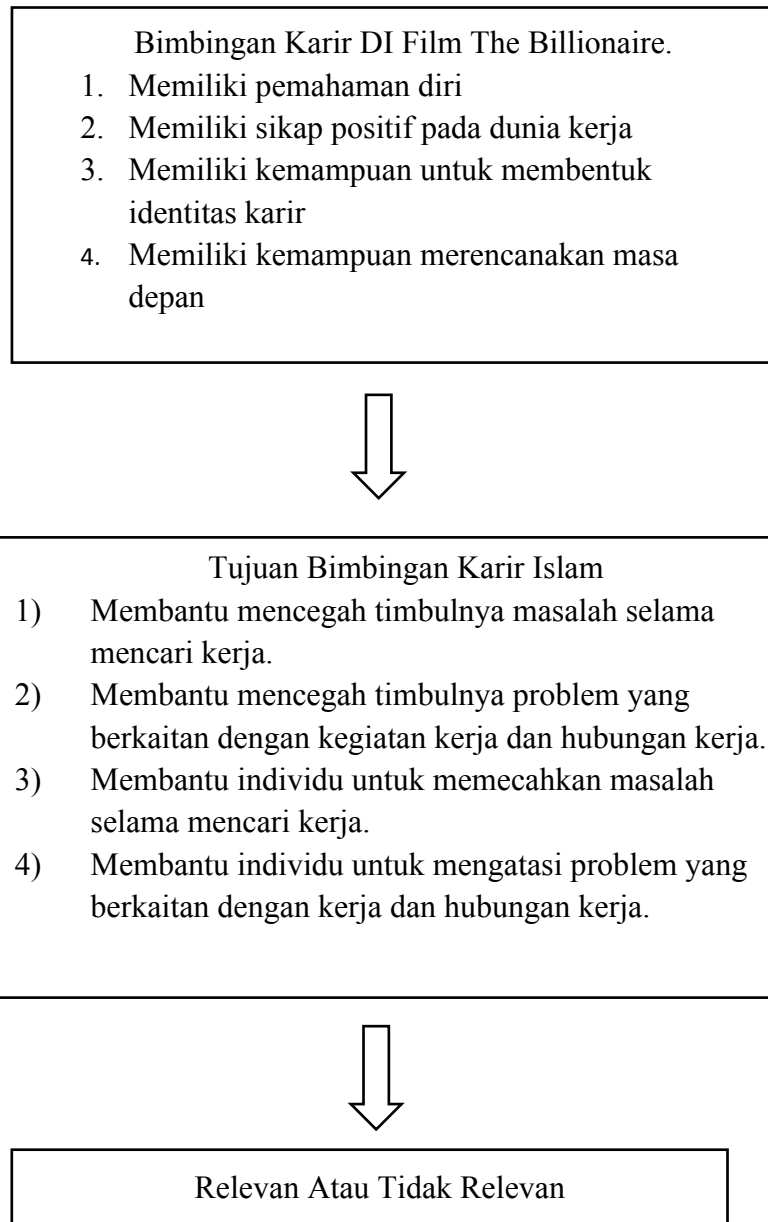 Bimbingan Karir DI Film The Billionaire.
1. Memiliki pemahaman diri
2. Memiliki sikap positif pada dunia kerja
3. Memiliki kemampuan untuk membentuk
identitas karir
4. Memiliki kemampuan merencanakan masa
depan
Tujuan Bimbingan Karir Islam
1) Membantu mencegah timbulnya masalah selama
mencari kerja.
2) Membantu mencegah timbulnya problem yang
berkaitan dengan kegiatan kerja dan hubungan kerja.
3) Membantu individu untuk memecahkan masalah
selama mencari kerja.
4) Membantu individu untuk mengatasi problem yang
berkaitan dengan kerja dan hubungan kerja.
Relevan Atau Tidak Relevan